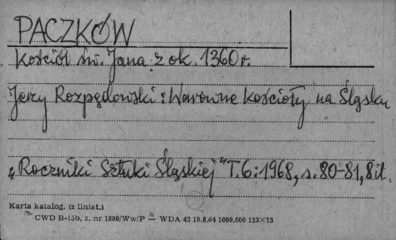 PACZKÓW
Kościół św. Jana z ok. 1360 r.
Jerzy Rozpędowski : Warowne kościoły na Śląsku
„Roczniki Sztuki Śląskiej” T.6:1968, s. 80-81, 8 il.
Karta katalog. (z liniat.)
CWD B-15b, z. nr 1880/Ww/P — WDA 42 19.8.64 1000,000 123×75